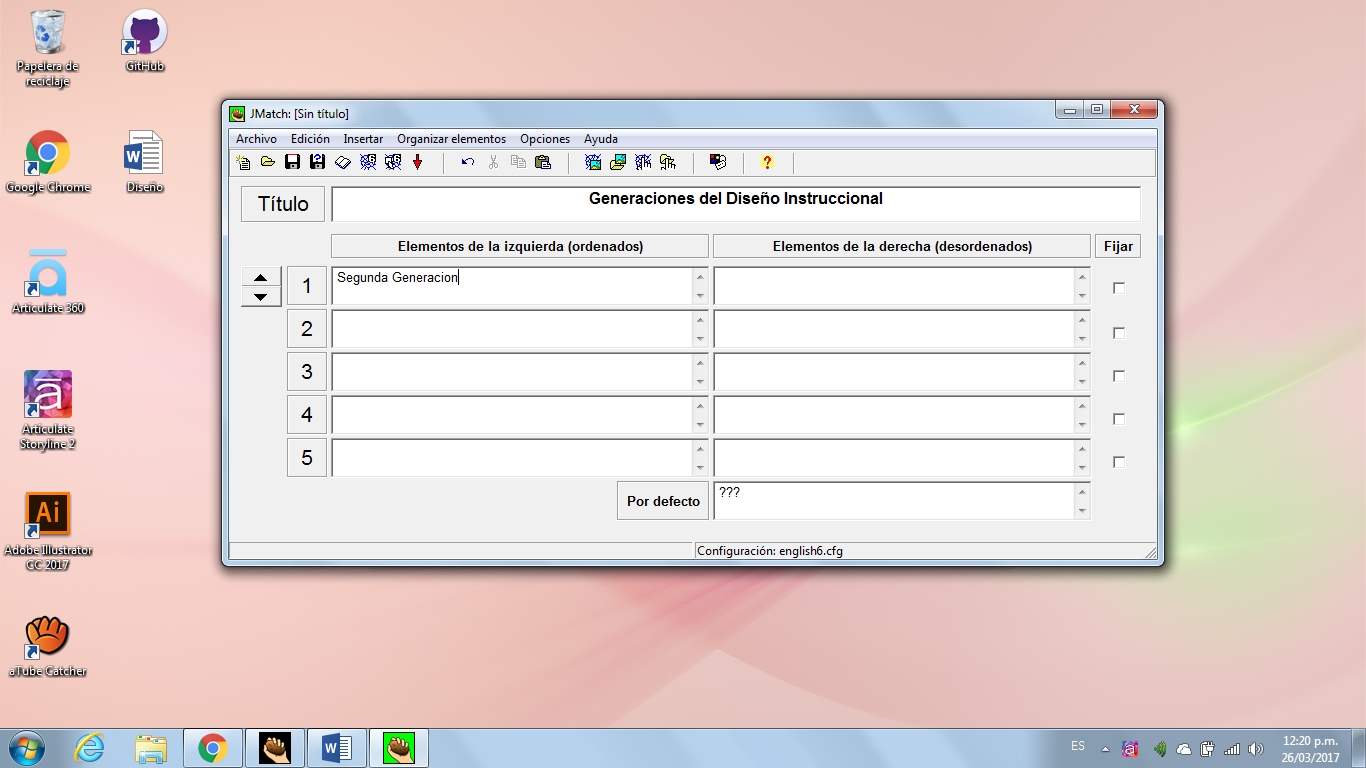 Papelera de
reciclaje
GitHub
Google Chrome
Diseño
Articulate 360
Articulate
Storyline 2
Ai
Adobe Illustrator
CC 2017
aTube Catcher
JMatch: [Sin título]
Archivo Edición Insertar Organizar elementos Opciones Ayuda
Título
Generaciones del Diseño Instruccional
Elementos de la izquierda (ordenados) Elementos de la derecha (desordenados) Fijar
1 Segunda Generacion
2
3
4
5
Por defecto ???
Configuración: english6.cfg
ES
12:20 p.m.
26/03/2017